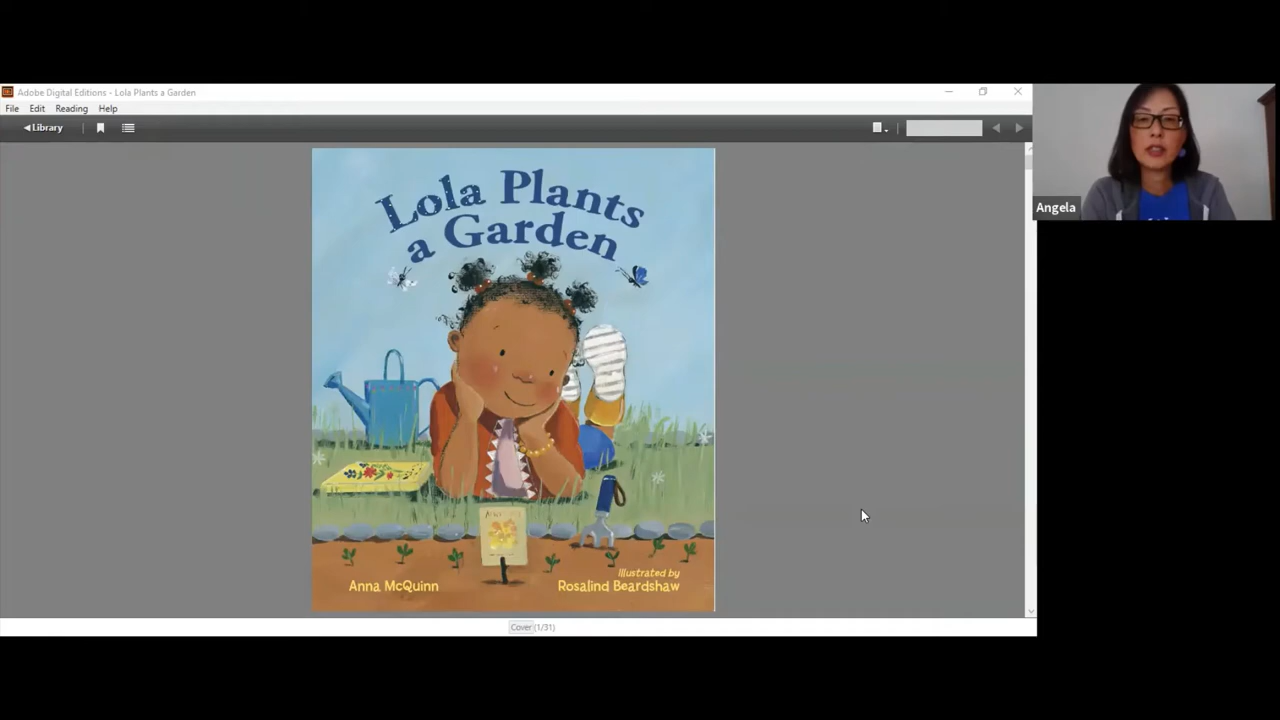 Adobe Digital Editions - Lola Plants a Garden
File Edit Reading Help
Library
Lola Plants
a Garden
Illustrated by
Anna McQuinn Rosalind Beardshaw
Cover (1/31)
Angela